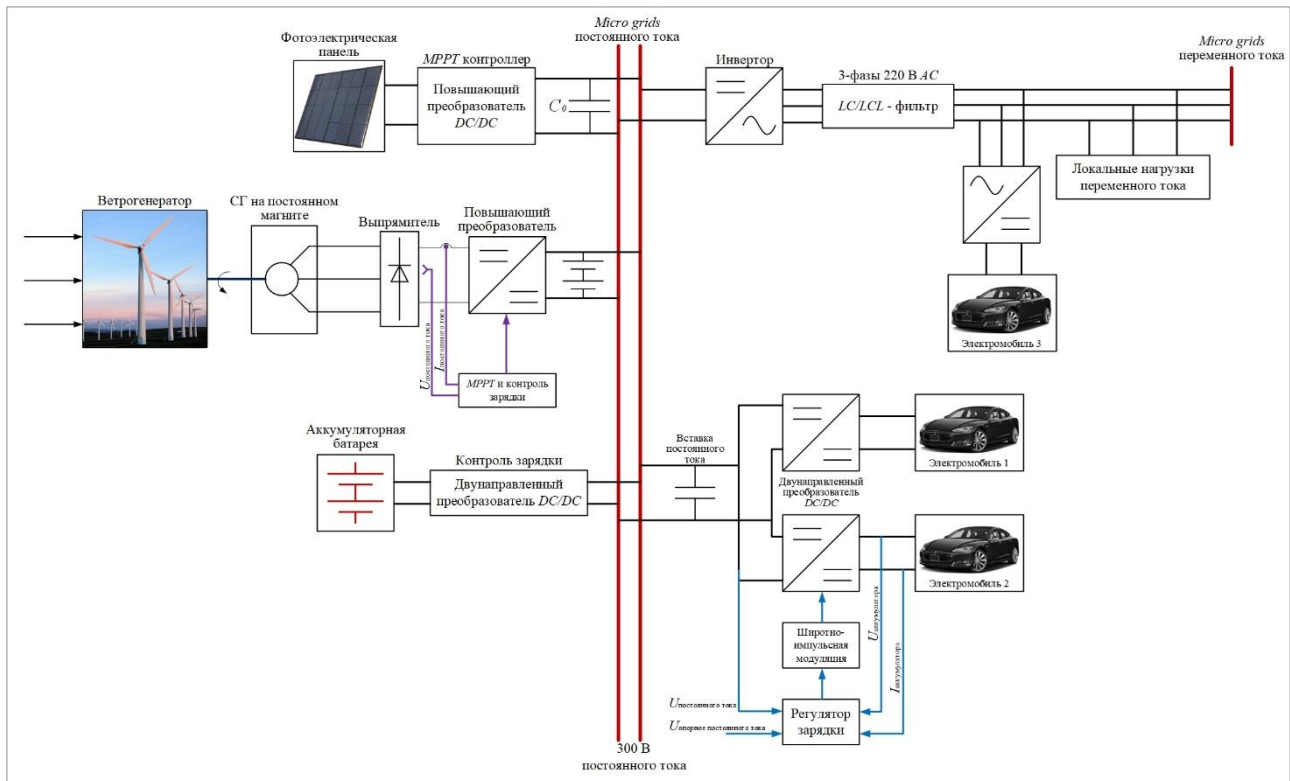 Micro grids
постоянного тока
Фотоэлектрическая
панель
MPPT контроллер
Повышающий
преобразователь
DC/DC
C0
Инвертор
3-фазы 220 В AC
LC/LCL - фильтр
Micro grids
переменного тока
Локальные нагрузки
переменного тока
Электромобиль 3
Ветрогенератор
СГ на постоянном
магните
Выпрямитель
Повышающий
преобразователь
Uпостоянного тока
Iпостоянного тока
MPPT и контроль
зарядки
Аккумуляторная
батарея
Контроль зарядки
Двунаправленный
преобразователь DC/DC
Вставка
постоянного
тока
Двунаправленный
преобразователь
DC/DC
Электромобиль 1
Электромобиль 2
Широтно-
импульсная
модуляция
Uаккумулятора
Iаккумулятора
Регулятор
зарядки
Uпостоянного тока
Uопорное постоянного тока
300 В
постоянного тока